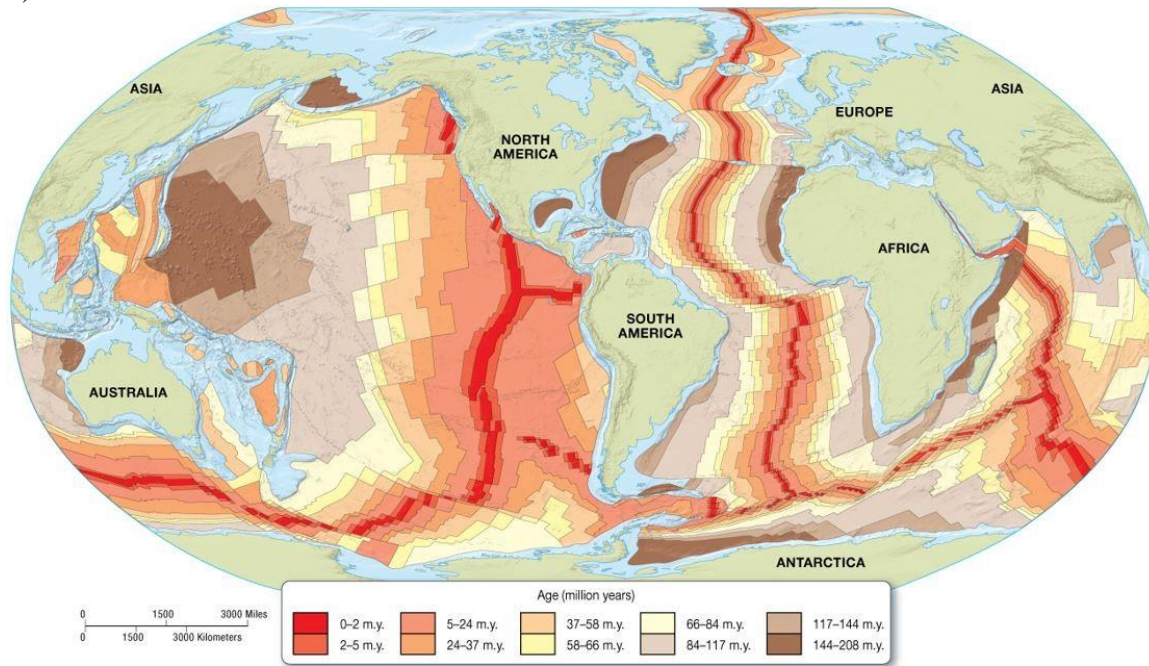 ASIA
NORTH
AMERICA
EUROPE
ASIA
AFRICA
SOUTH
AMERICA
AUSTRALIA
ANTARCTICA
Age (million years)
0–2 m.y.
5–24 m.y.
37–58 m.y.
66–84 m.y.
117–144 m.y.
2–5 m.y.
24–37 m.y.
58–66 m.y.
84–117 m.y.
144–208 m.y.
0 1500 3000 Miles
0 1500 3000 Kilometers